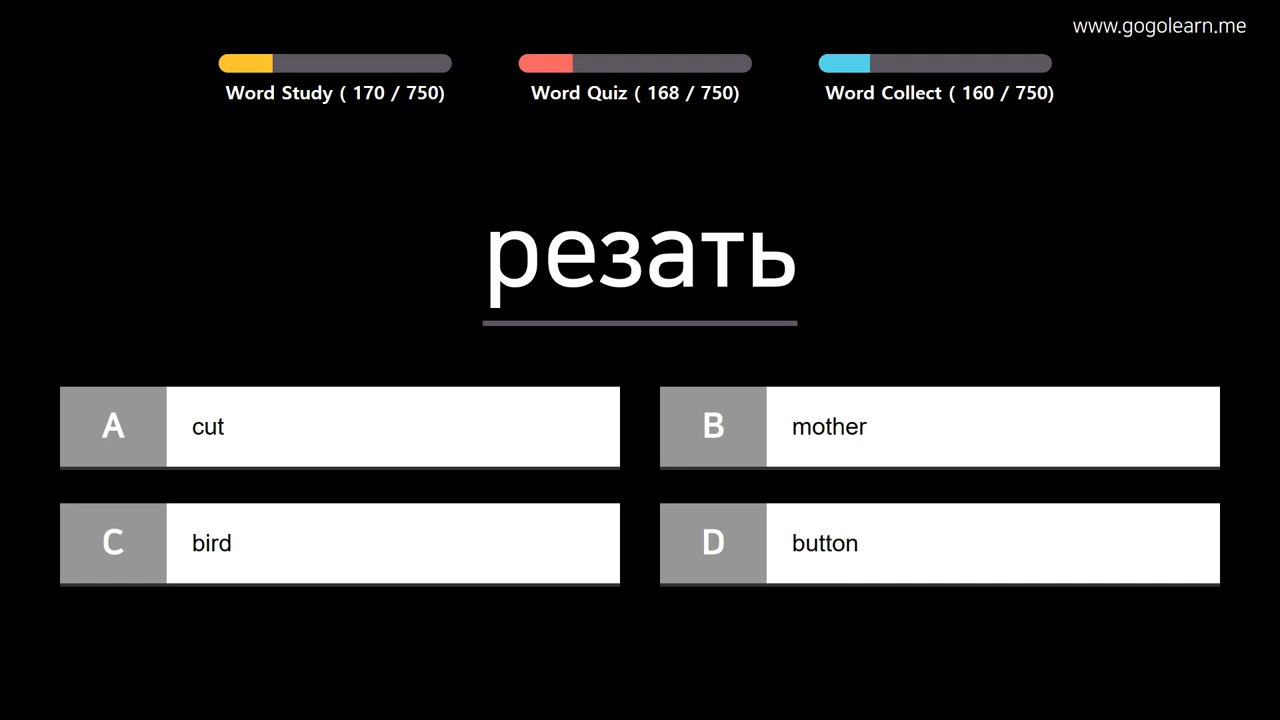 www.gogolearn.me
Word Study ( 170 / 750)
Word Quiz ( 168 / 750)
Word Collect ( 160 / 750)
резать
A cut
B mother
C bird
D button